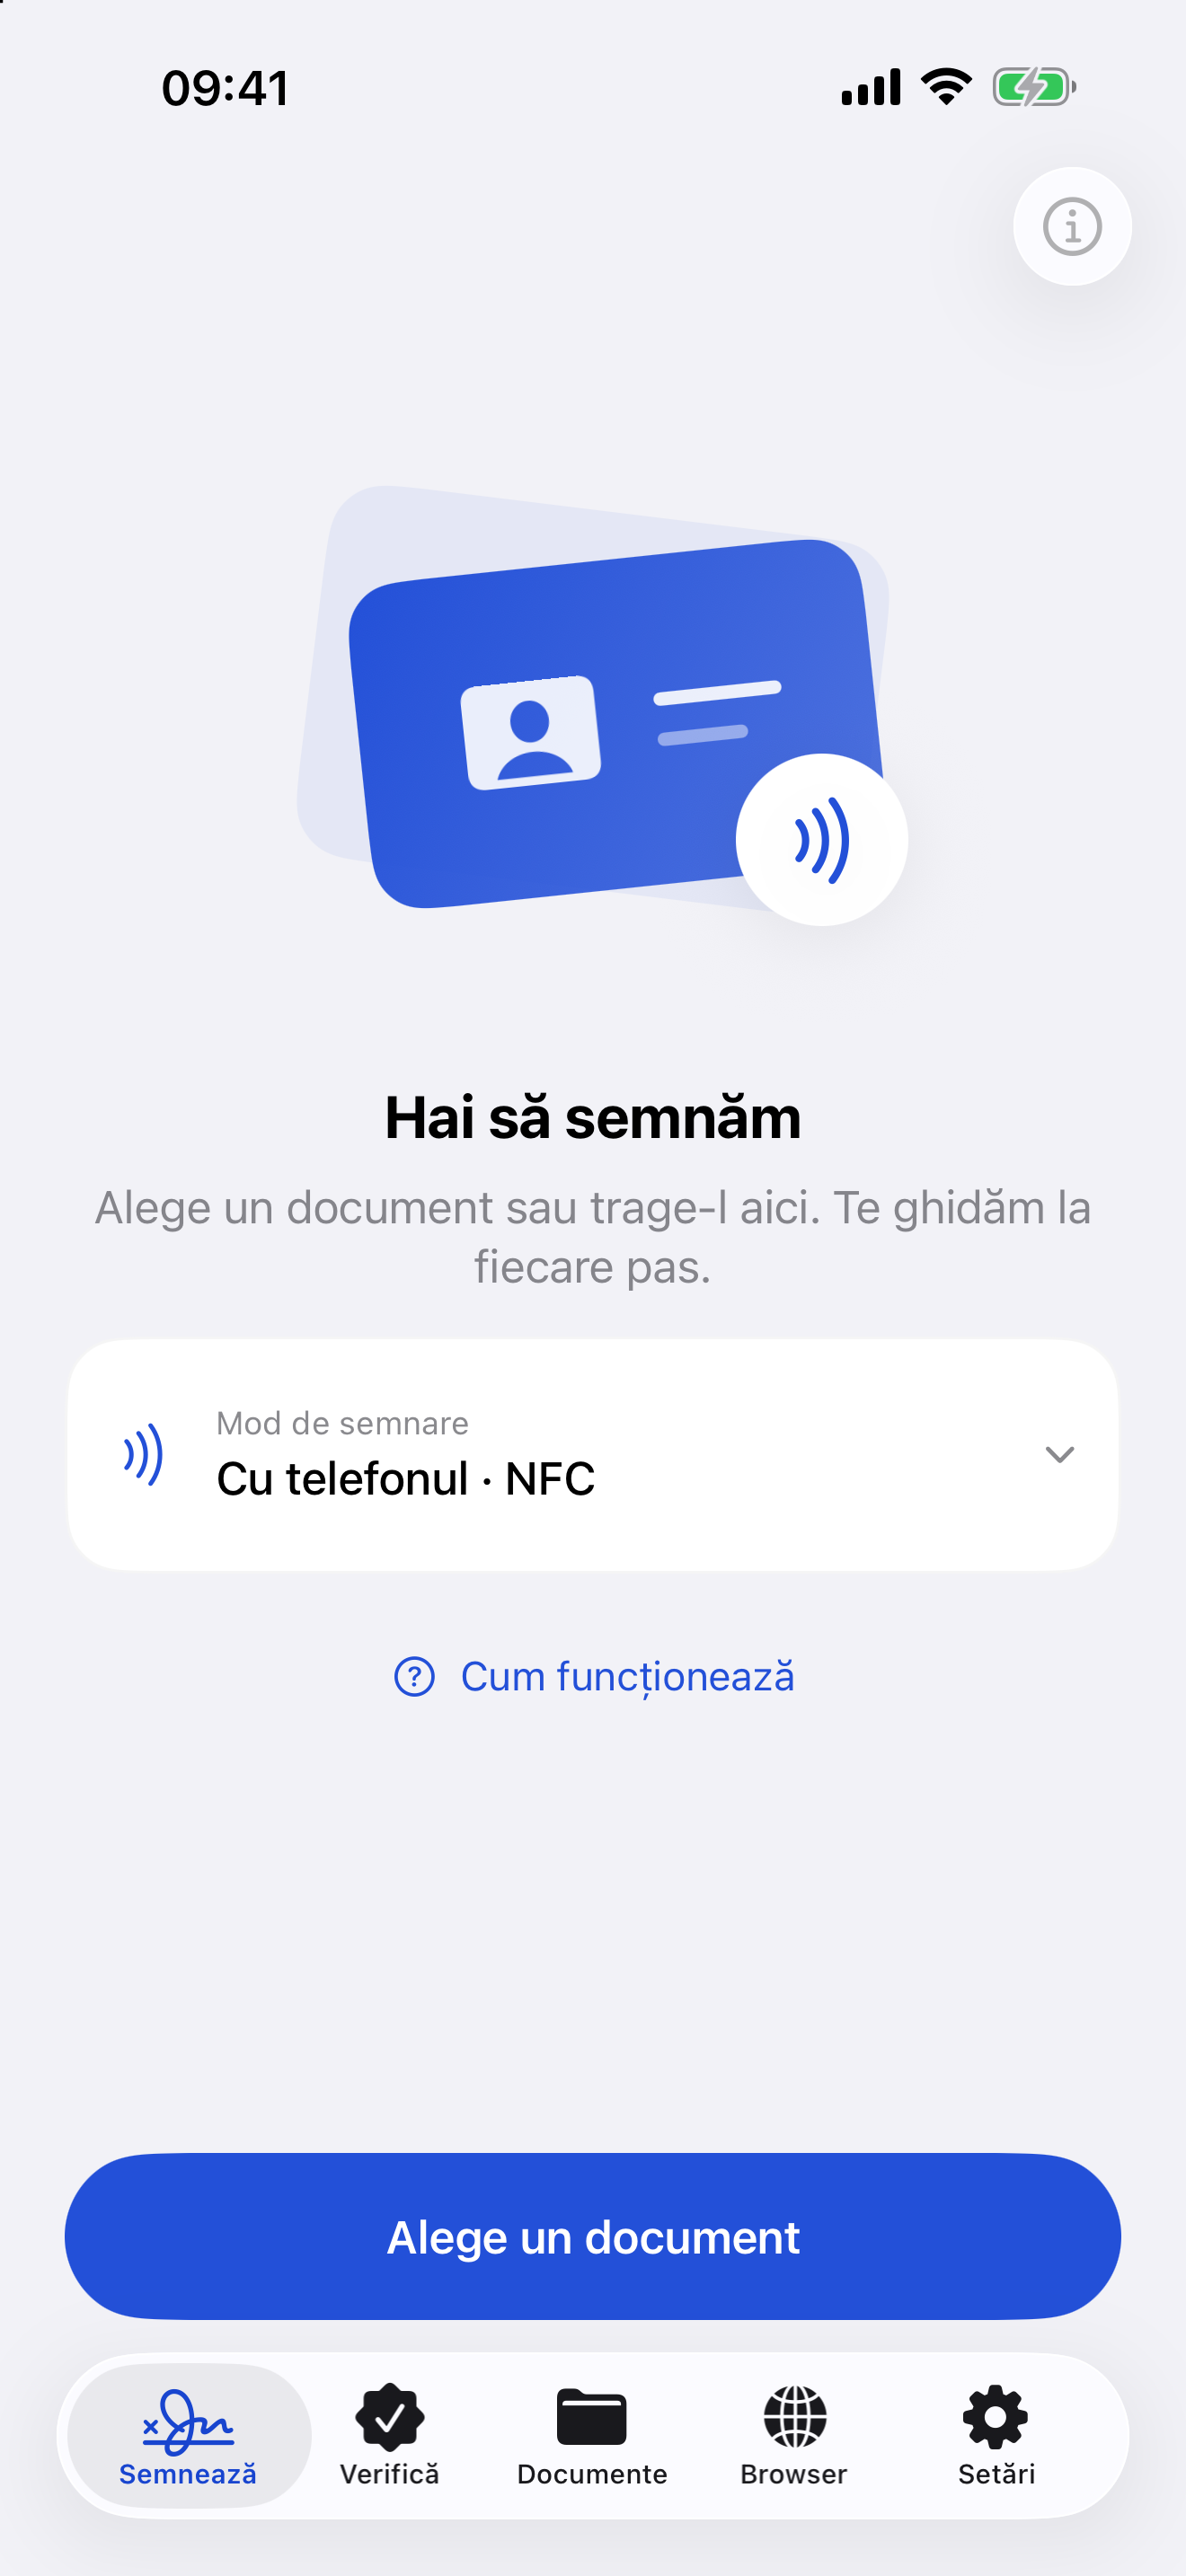 09:41
Hai să semnăm
Alege un document sau trage-l aici. Te ghidăm la
fiecare pas.
Mod de semnare
Cu telefonul · NFC
Cum funcționează
Alege un document
Semnează
Verifică
Documente
Browser
Setări